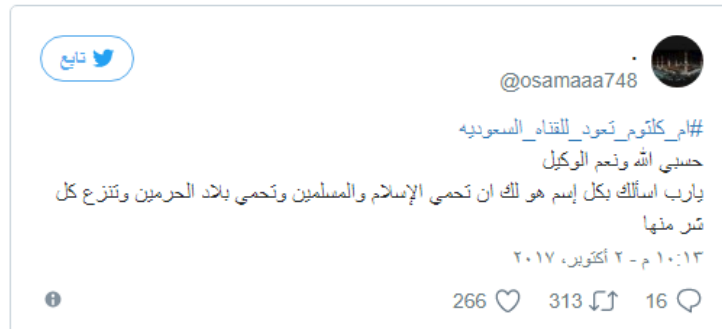 تابع
.
@osamaaa748
#ام_كلثوم_تعود_للقناه_السعوديه
حسبي الله ونعم الوكيل
يارب اسألك بكل إسم هو لك ان تحمي الإسلام والمسلمين وتحمي بلاد الحرمين وتنزع كل
شر منها
١٠:١٣ م - ٢ أكتوبر، ٢٠١٧
16 313 266